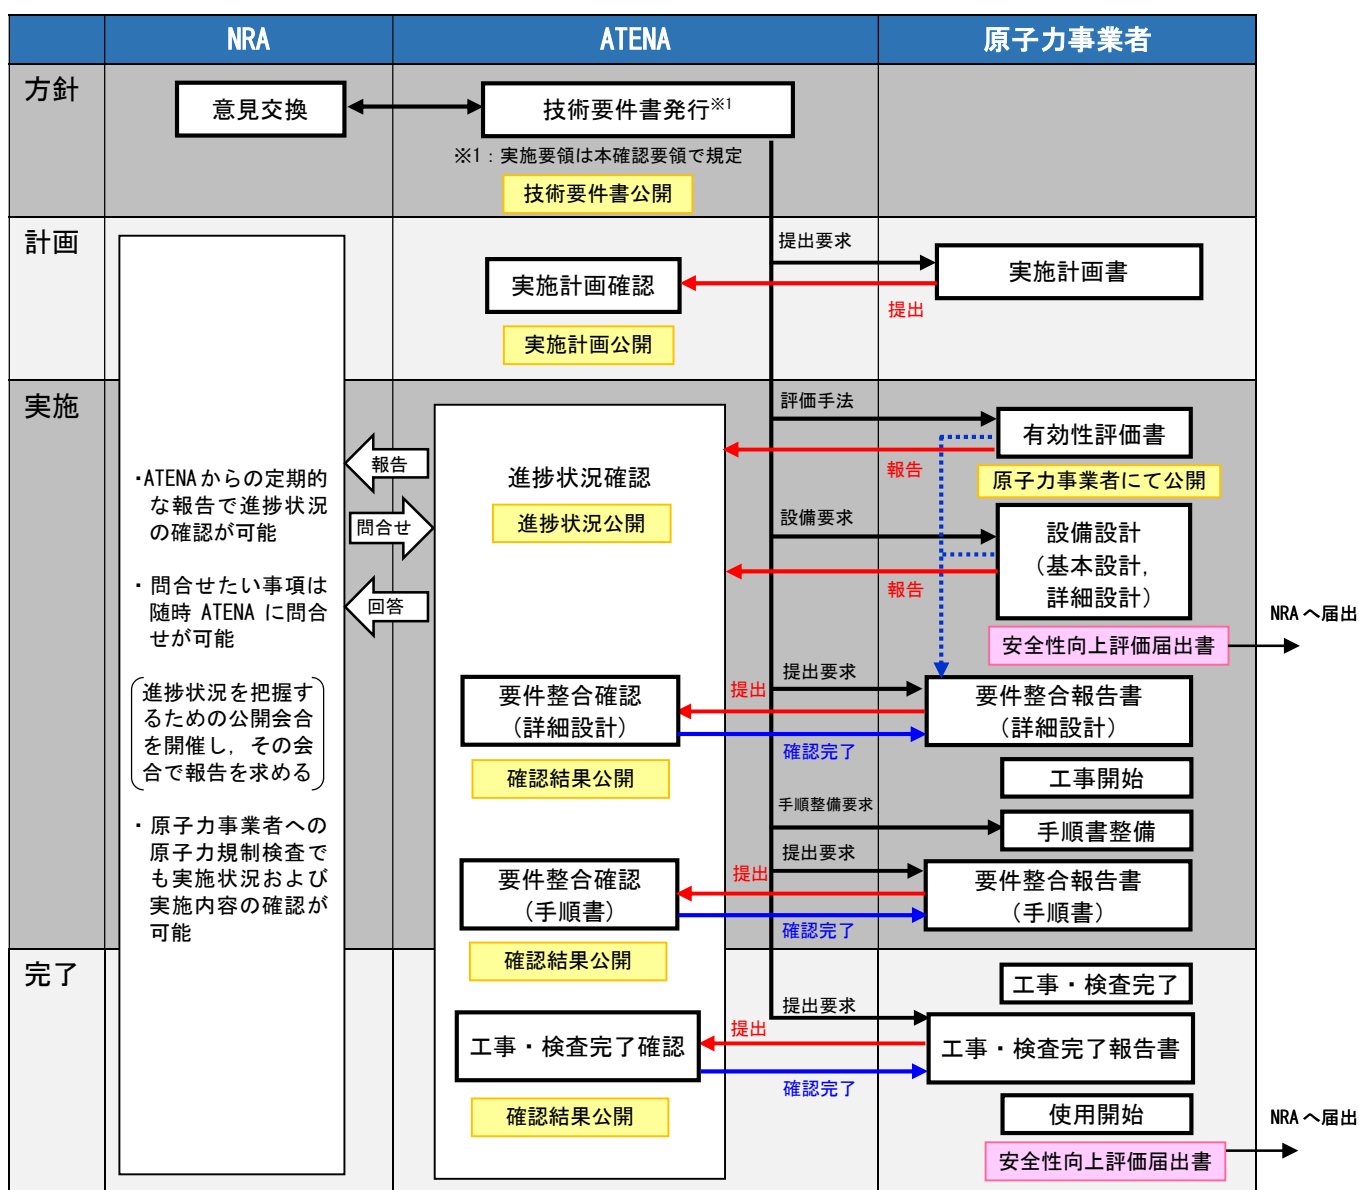 NRA
ATENA
原子力事業者
方針
意見交換
技術要件書発行※1
※1：実施要領は本確認要領で規定
技術要件書公開
計画
提出要求
実施計画書
実施計画確認
提出
実施計画公開
実施
評価手法
有効性評価書
報告
原子力事業者にて公開
進捗状況確認
進捗状況公開
報告
問合せ
回答
・ATENAからの定期的
な報告で進捗状況
の確認が可能
・問合せたい事項は
随時 ATENA に問合
せが可能
進捗状況を把握す
るための公開会合
を開催し，その会
合で報告を求める
・原子力事業者への
原子力規制検査で
も実施状況および
実施内容の確認が
可能
設備要求
設備設計
（基本設計，
詳細設計）
報告
安全性向上評価届出書
NRAへ届出
提出要求
要件整合確認
（詳細設計）
提出
確認完了
要件整合報告書
（詳細設計）
確認結果公開
工事開始
手順整備要求
手順書整備
提出要求
要件整合確認
（手順書）
提出
確認完了
要件整合報告書
（手順書）
確認結果公開
完了
工事・検査完了
提出要求
工事・検査完了確認
提出
確認完了
工事・検査完了報告書
確認結果公開
使用開始
安全性向上評価届出書
NRAへ届出